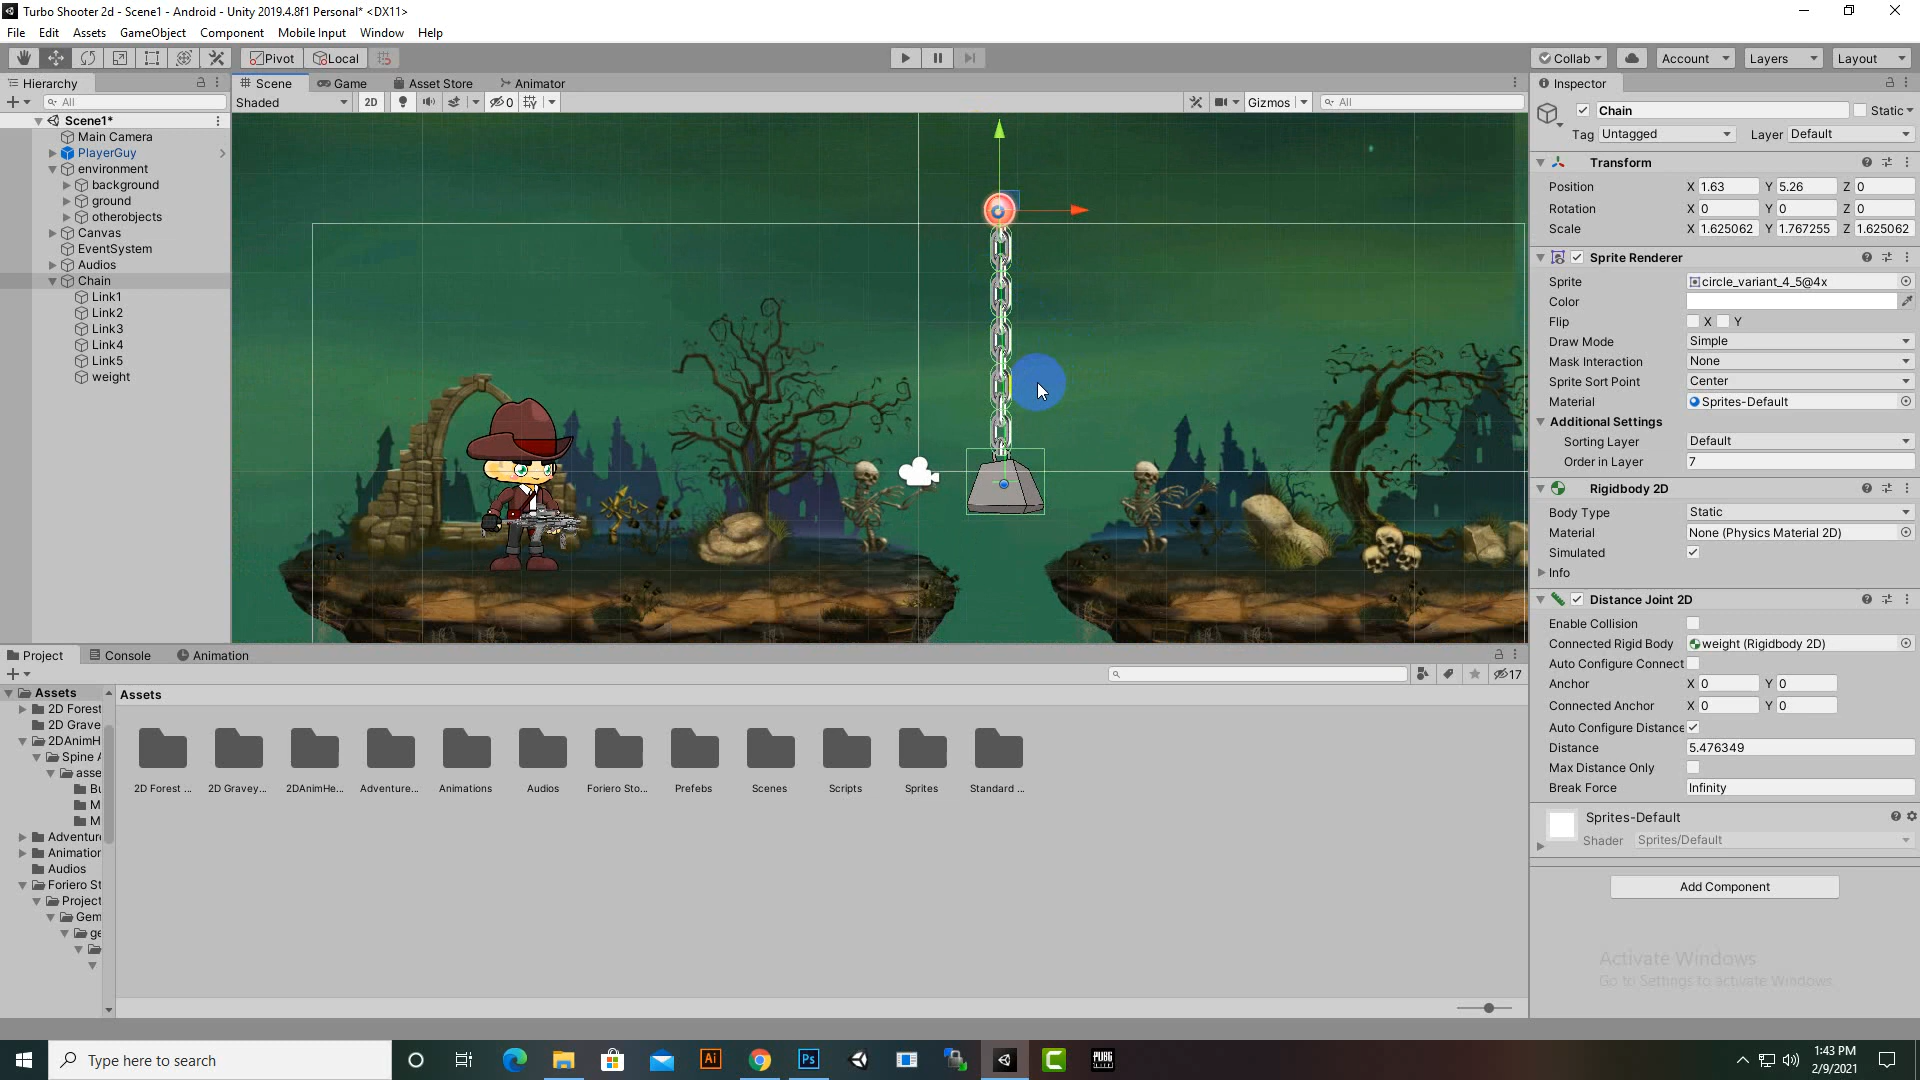 Turbo Shooter 2d - Scene1 - Android - Unity 2019.4.8f1 Personal* <DX11>
File Edit Assets GameObject Component Mobile Input Window Help
Pivot Local Collab Account Layers Layout
Hierarchy
All
Scene1*
Main Camera
PlayerGuy
environment
background
ground
otherobjects
Canvas
EventSystem
Audios
Chain
Link1
Link2
Link3
Link4
Link5
weight
Scene Game Asset Store Animator
Shaded 2D 0 Gizmos All
Inspector
Chain Static
Tag Untagged Layer Default
Transform
Position X 1.63 Y 5.26 Z 0
Rotation X 0 Y 0 Z 0
Scale X 1.625062 Y 1.767255 Z 1.625062
Sprite Renderer
Sprite circle_variant_4_5@4x
Color
Flip X Y
Draw Mode Simple
Mask Interaction None
Sprite Sort Point Center
Material Sprites-Default
Additional Settings
Sorting Layer Default
Order in Layer 7
Rigidbody 2D
Body Type Static
Material None (Physics Material 2D)
Simulated
Info
Distance Joint 2D
Enable Collision
Connected Rigid Body weight (Rigidbody 2D)
Auto Configure Connect
Anchor X 0 Y 0
Connected Anchor X 0 Y 0
Auto Configure Distance
Distance 5.476349
Max Distance Only
Break Force Infinity
Sprites-Default
Shader Sprites/Default
Add Component
Activate Windows
Go to Settings to activate Windows.
Project Console Animation
17
Assets
2D Forest
2D Grave
2DAnimH
Spine A
asse
Bu
M
M
Adventure
Animation
Audios
Foriero St
Project
Gem
ge
Assets
2D Forest ... 2D Gravey... 2DAnimHe... Adventure... Animations Audios Foriero Sto... Prefebs Scenes Scripts Sprites Standard ...
Type here to search
Ai
Ps
PUBG
1:43 PM
2/9/2021